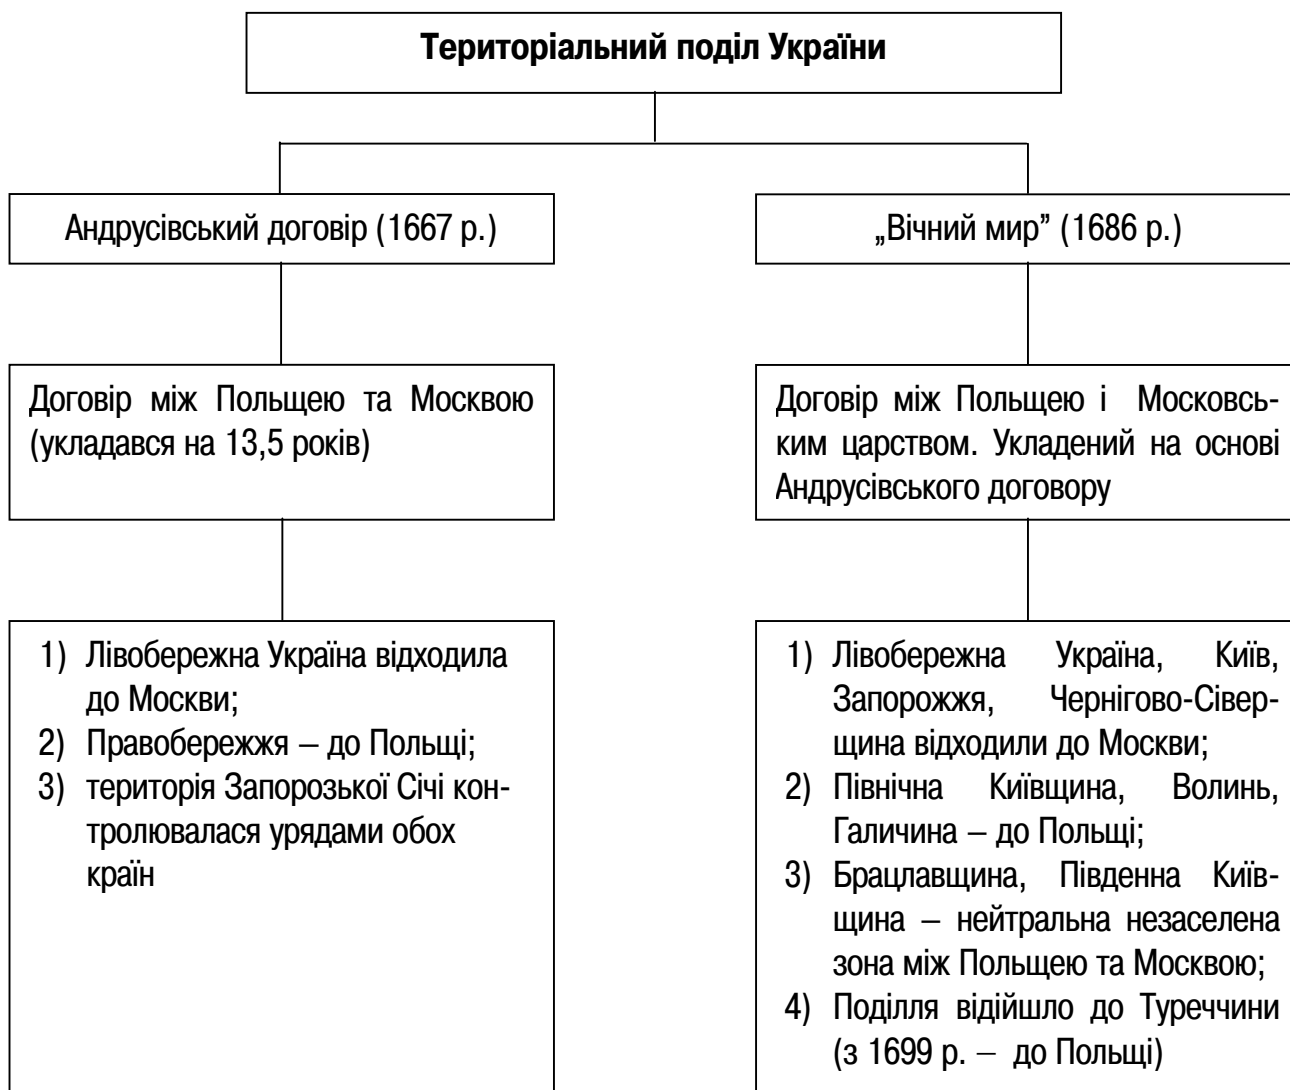 Територіальний поділ України
Андрусівський договір (1667 р.)
„Вічний мир” (1686 р.)
Договір між Польщею та Москвою
(укладався на 13,5 років)
Договір між Польщею і Московсь-
ким царством. Укладений на основі
Андрусівського договору
1) Лівобережна Україна відходила
до Москви;
2) Правобережжя – до Польщі;
3) територія Запорозької Січі кон-
тролювалася урядами обох
країн
1) Лівобережна Україна, Київ,
Запорожжя, Чернігово-Сівер-
щина відходили до Москви;
2) Північна Київщина, Волинь,
Галичина – до Польщі;
3) Брацлавщина, Південна Київ-
щина – нейтральна незаселена
зона між Польщею та Москвою;
4) Поділля відійшло до Туреччини
(з 1699 р. – до Польщі)